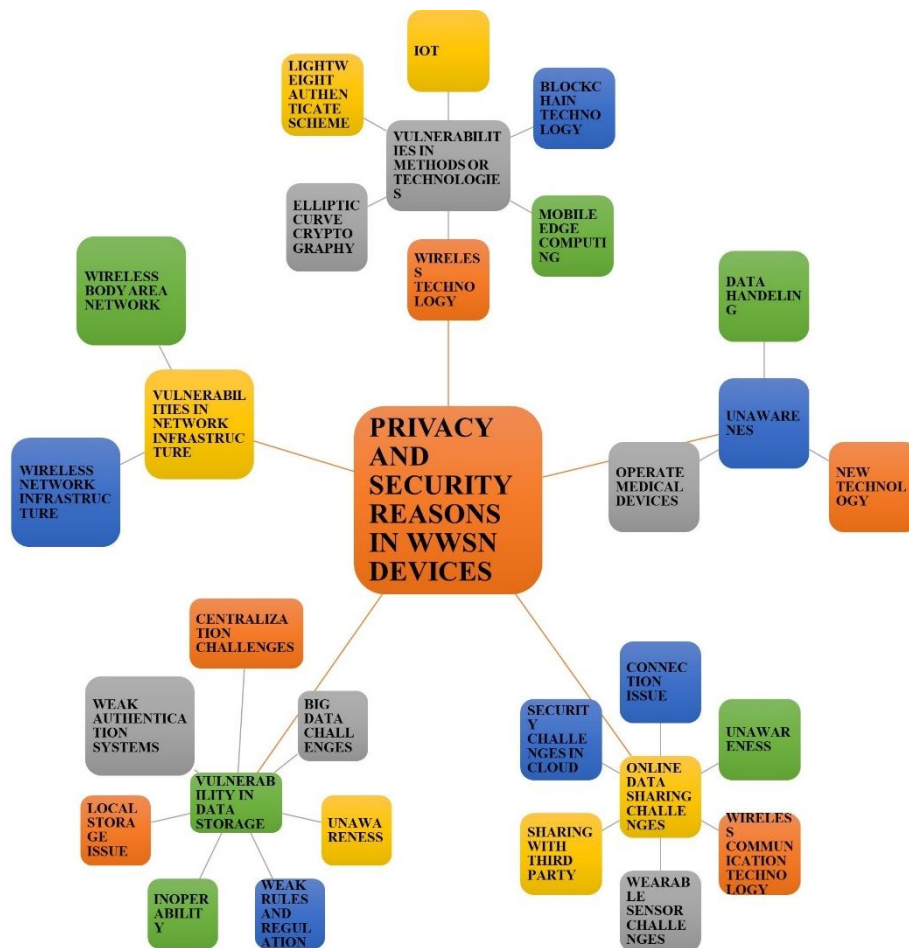 IOT
LIGHTW
EIGHT
AUTHEN
TICATE
SCHEME
BLOCKC
HAIN
TECHNO
LOGY
VULNERABILIT
IES IN
METHODS OR
TECHNOLOGIE
S
ELLIPTIC
CURVE
CRYPTO
GRAPHY
MOBILE
EDGE
COMPUTI
NG
WIRELES
S
TECHNO
LOGY
WIRELESS
BODY AREA
NETWORK
DATA
HANDELIN
G
VULNERABIL
ITIES IN
NETWORK
INFRASTRUC
TURE
UNAWARE
NES
WIRELESS
NETWORK
INFRASTRUC
TURE
OPERATE
MEDICAL
DEVICES
NEW
TECHNOL
OGY
PRIVACY
AND
SECURITY
REASONS
IN WWSN
DEVICES
CENTRALIZA
TION
CHALLENGES
WEAK
AUTHENTICA
TION
SYSTEMS
BIG
DATA
CHALL
ENGES
VULNERAB
ILITY IN
DATA
STORAGE
LOCAL
STORA
GE
ISSUE
UNAWA
RENESS
INOPER
ABILIT
Y
WEAK
RULES AND
REGUL
ATION
CONNEC
TION
ISSUE
SECURIT
Y
CHALLE
NGES IN
CLOUD
UNAWAR
ENESS
ONLINE
DATA
SHARING
CHALLE
NGES
SHARING
WITH
THIRD
PARTY
WIRELES
S
COMMUN
ICATION
TECHNO
LOGY
WEARAB
LE
SENSOR
CHALLE
NGES